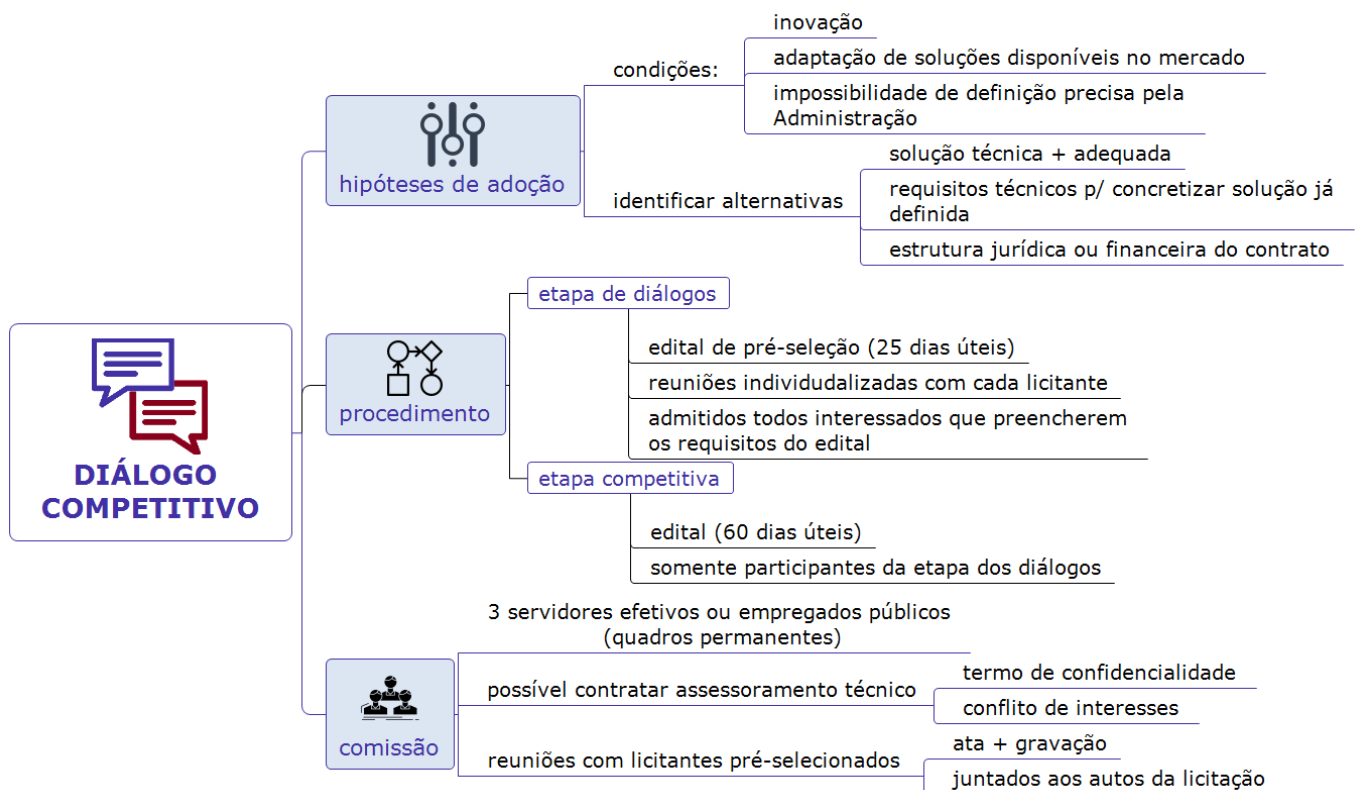 DIÁLOGO
COMPETITIVO
hipóteses de adoção
condições:
inovação
adaptação de soluções disponíveis no mercado
impossibilidade de definição precisa pela
Administração
identificar alternativas
solução técnica + adequada
requisitos técnicos p/ concretizar solução já
definida
estrutura jurídica ou financeira do contrato
procedimento
etapa de diálogos
edital de pré-seleção (25 dias úteis)
reuniões individudalizadas com cada licitante
admitidos todos interessados que preencherem
os requisitos do edital
etapa competitiva
edital (60 dias úteis)
somente participantes da etapa dos diálogos
comissão
3 servidores efetivos ou empregados públicos
(quadros permanentes)
possível contratar assessoramento técnico
termo de confidencialidade
conflito de interesses
reuniões com licitantes pré-selecionados
ata + gravação
juntados aos autos da licitação